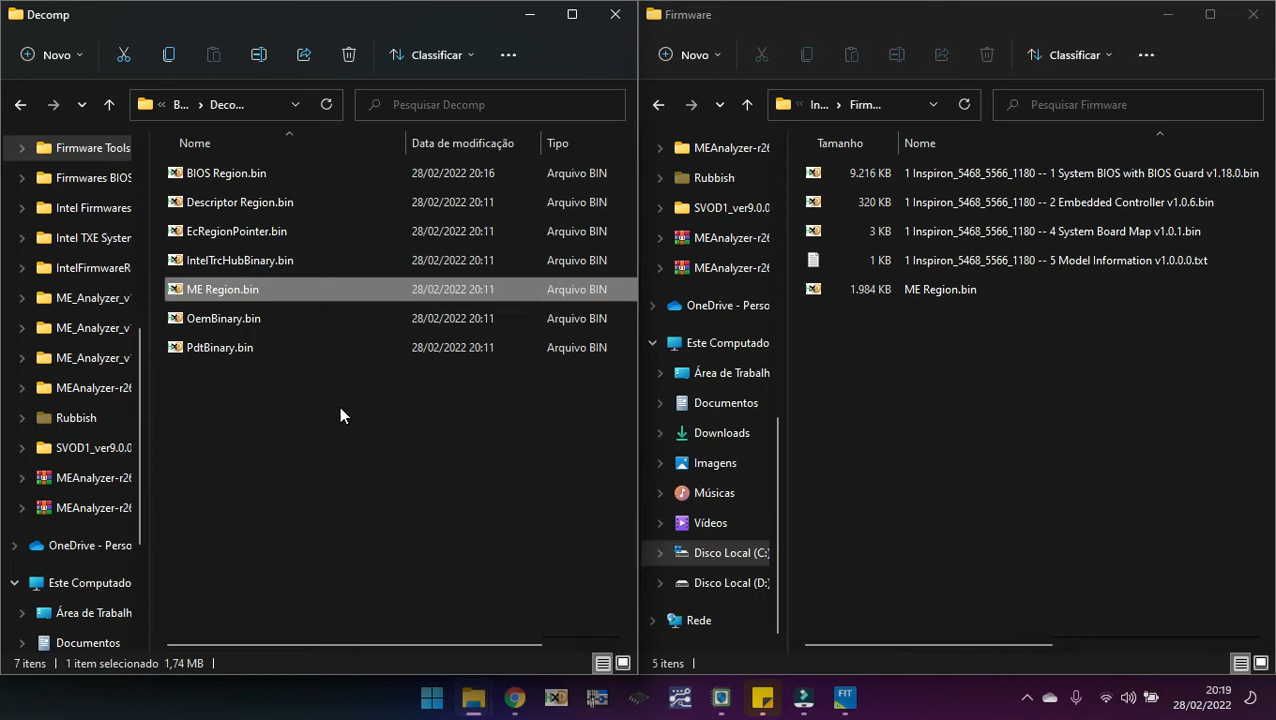 Decomp
Novo
Classificar
B...
Deco...
Pesquisar Decomp
Nome
Data de modificação
Tipo
Firmware Tools
Firmwares BIOS
Intel Firmwares
Intel TXE System
IntelFirmwareR
ME_Analyzer_v
ME_Analyzer_v
ME_Analyzer_v
MEAnalyzer-r26
Rubbish
SVOD1_ver9.0.0
MEAnalyzer-r26
MEAnalyzer-r26
OneDrive - Perso
Este Computado
Área de Trabalh
Documentos
BIOS Region.bin 28/02/2022 20:16 Arquivo BIN
Descriptor Region.bin 28/02/2022 20:11 Arquivo BIN
EcRegionPointer.bin 28/02/2022 20:11 Arquivo BIN
IntelTrcHubBinary.bin 28/02/2022 20:11 Arquivo BIN
ME Region.bin 28/02/2022 20:11 Arquivo BIN
OemBinary.bin 28/02/2022 20:11 Arquivo BIN
PdtBinary.bin 28/02/2022 20:11 Arquivo BIN
7 itens 1 item selecionado 1,74 MB
Firmware
Novo
Classificar
In...
Firm...
Pesquisar Firmware
Tamanho
Nome
MEAnalyzer-r26
Rubbish
SVOD1_ver9.0.0
MEAnalyzer-r26
MEAnalyzer-r26
OneDrive - Perso
Este Computado
Área de Trabalh
Documentos
Downloads
Imagens
Músicas
Vídeos
Disco Local (C:)
Disco Local (D:)
Rede
9.216 KB 1 Inspiron_5468_5566_1180 -- 1 System BIOS with BIOS Guard v1.18.0.bin
320 KB 1 Inspiron_5468_5566_1180 -- 2 Embedded Controller v1.0.6.bin
3 KB 1 Inspiron_5468_5566_1180 -- 4 System Board Map v1.0.1.bin
1 KB 1 Inspiron_5468_5566_1180 -- 5 Model Information v1.0.0.0.txt
1.984 KB ME Region.bin
5 itens
FIT
20:19
28/02/2022